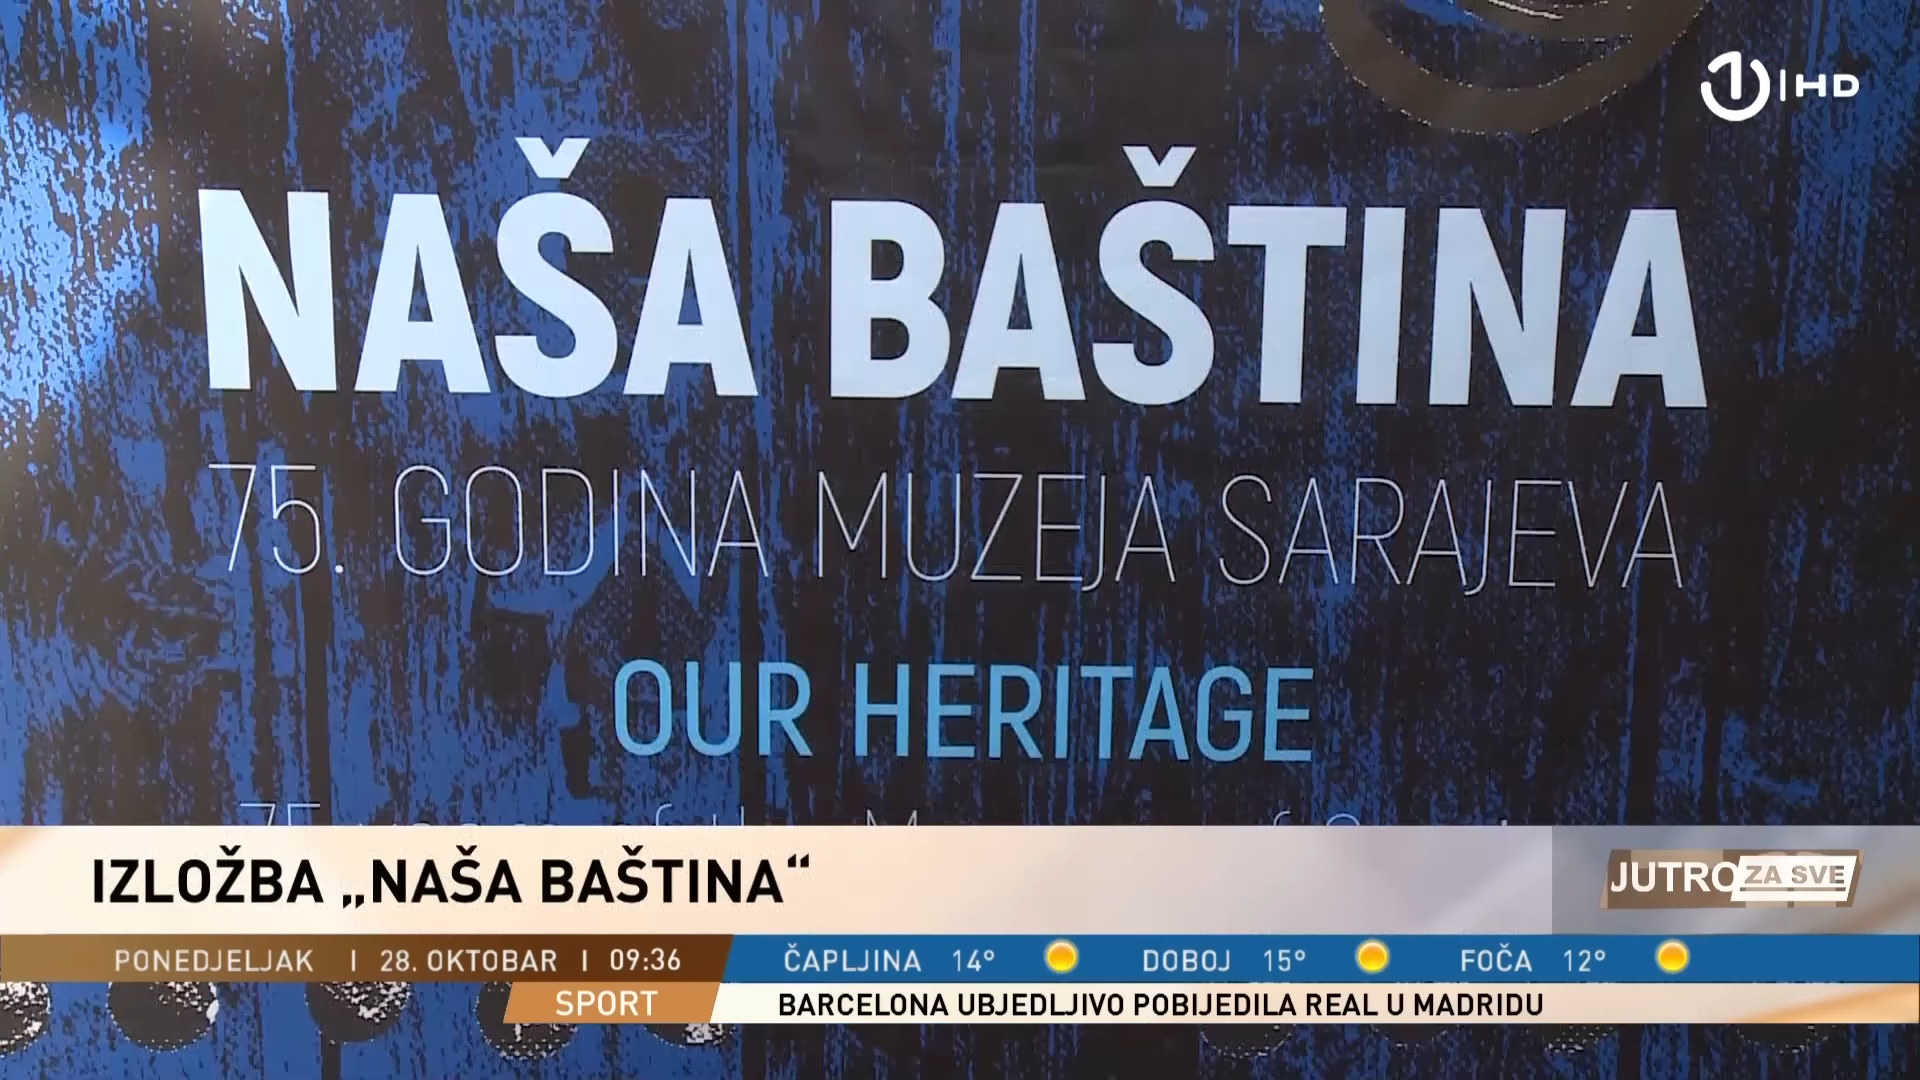 1 HD
NAŠA BAŠTINA
75. GODINA MUZEJA SARAJEVA
OUR HERITAGE
IZLOŽBA „NAŠA BAŠTINA“
JUTRO ZA SVE
PONEDJELJAK | 28. OKTOBAR | 09:36 ČAPLJINA 14° DOBOJ 15° FOČA 12°
SPORT BARCELONA UBJEDLJIVO POBIJEDILA REAL U MADRIDU